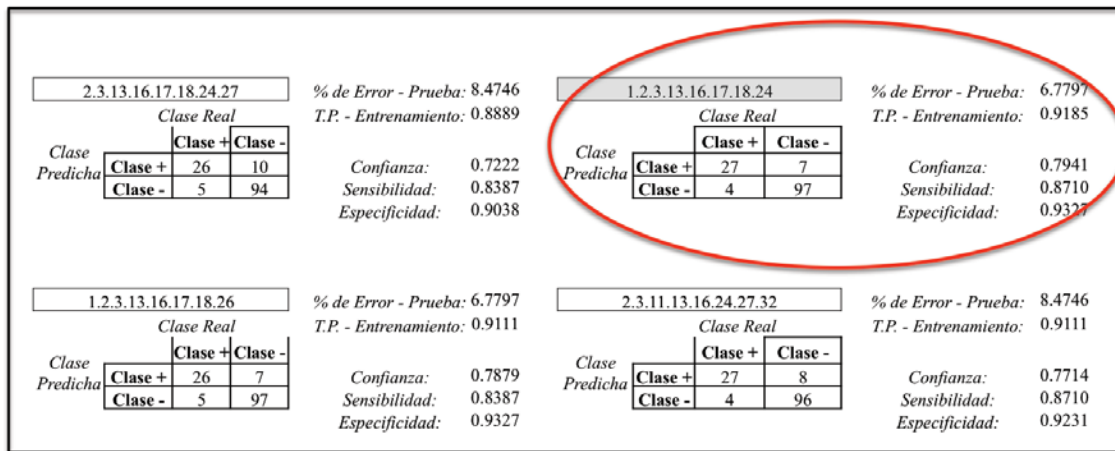 2.3.13.16.17.18.24.27
% de Error - Prueba: 8.4746
Clase Real
T.P. - Entrenamiento: 0.8889
Clase + Clase -
Clase
Predicha
Clase + 26 10
Clase - 5 94
Confianza: 0.7222
Sensibilidad: 0.8387
Especificidad: 0.9038
1.2.3.13.16.17.18.24
% de Error - Prueba: 6.7797
Clase Real
T.P. - Entrenamiento: 0.9185
Clase + Clase -
Clase
Predicha
Clase + 27 7
Clase - 4 97
Confianza: 0.7941
Sensibilidad: 0.8710
Especificidad: 0.9327
1.2.3.13.16.17.18.26
% de Error - Prueba: 6.7797
Clase Real
T.P. - Entrenamiento: 0.9111
Clase + Clase -
Clase
Predicha
Clase + 26 7
Clase - 5 97
Confianza: 0.7879
Sensibilidad: 0.8387
Especificidad: 0.9327
2.3.11.13.16.24.27.32
% de Error - Prueba: 8.4746
Clase Real
T.P. - Entrenamiento: 0.9111
Clase + Clase -
Clase
Predicha
Clase + 27 8
Clase - 4 96
Confianza: 0.7714
Sensibilidad: 0.8710
Especificidad: 0.9231